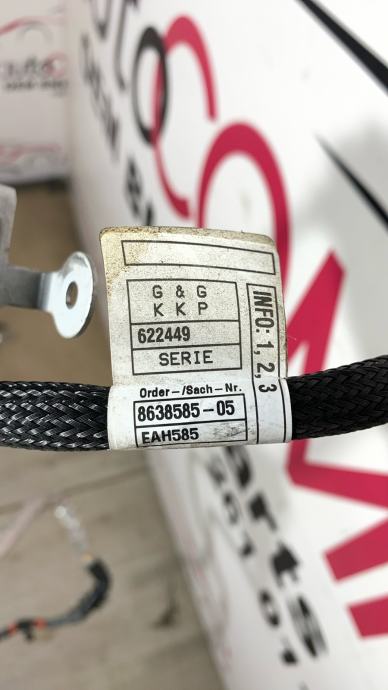 G & G
K K P
622449
SERIE
INFO: 1, 2, 3
Order-/Sach-Nr.
8638585-05
EAH585